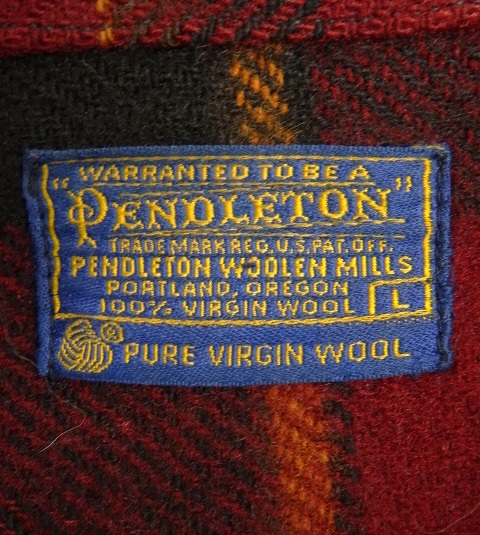 WARRANTED TO BE A
"PENDLETON"
TRADE MARK REG. U.S. PAT. OFF.
PENDLETON WOOLEN MILLS
PORTLAND, OREGON
100% VIRGIN WOOL L
PURE VIRGIN WOOL